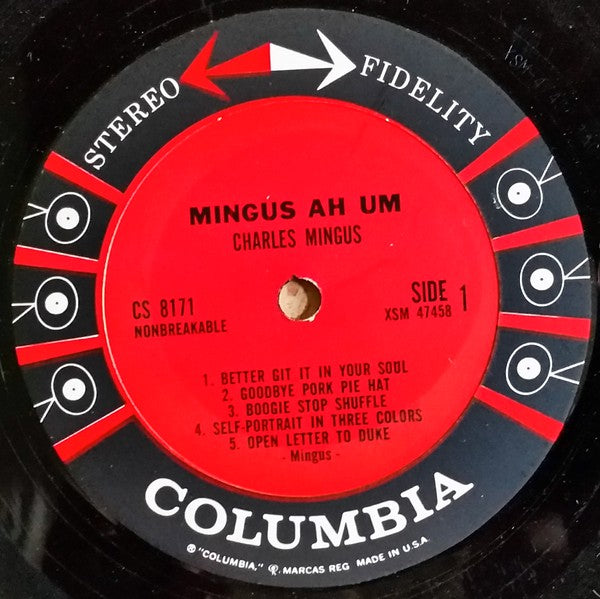 STEREO FIDELITY
MINGUS AH UM
CHARLES MINGUS
CS 8171
NONBREAKABLE
SIDE 1
XSM 47458
1. BETTER GIT IT IN YOUR SOUL
2. GOODBYE PORK PIE HAT
3. BOOGIE STOP SHUFFLE
4. SELF-PORTRAIT IN THREE COLORS
5. OPEN LETTER TO DUKE
- Mingus -
COLUMBIA
® "COLUMBIA," MARCAS REG. MADE IN U.S.A.